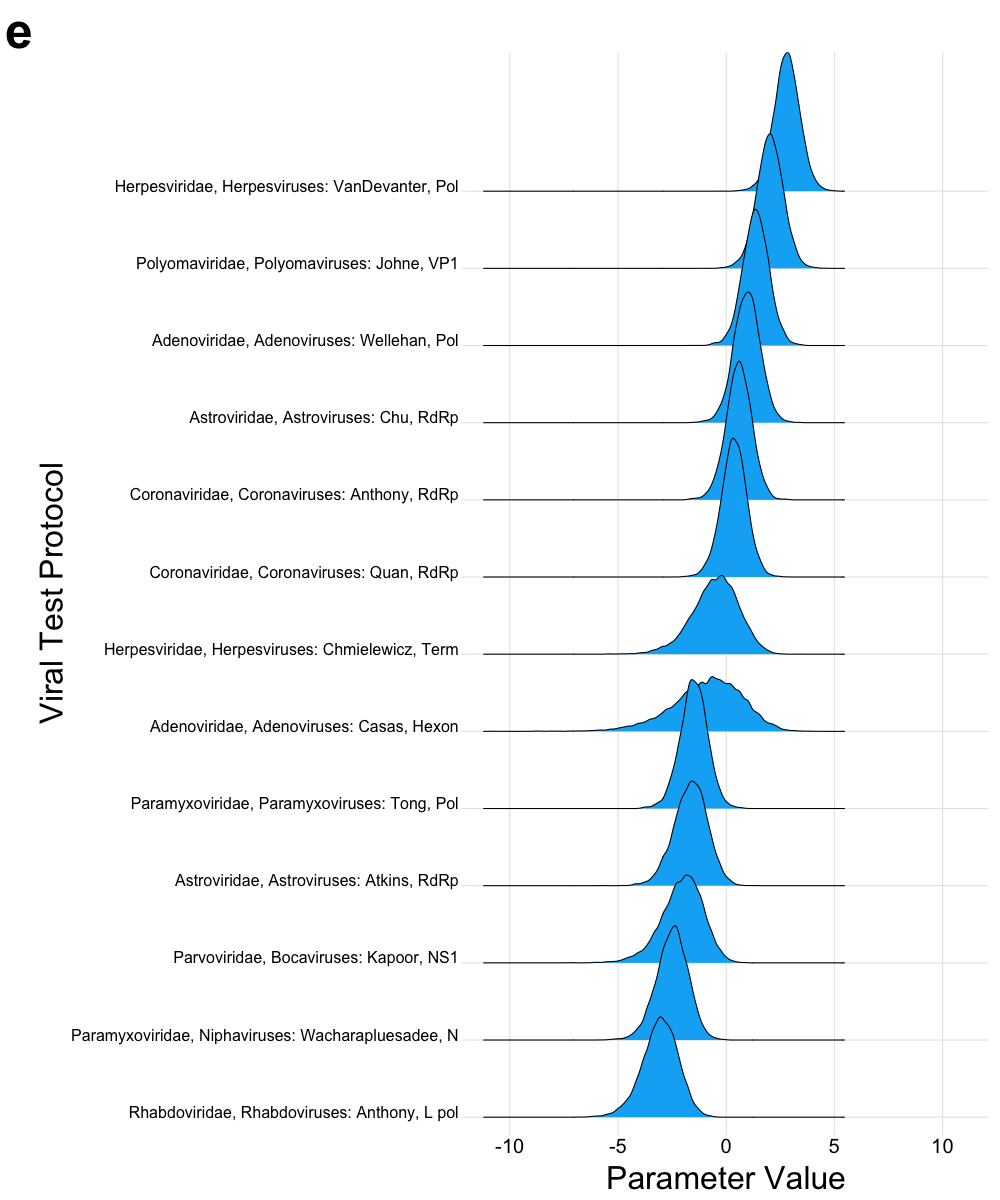 e
Herpesviridae, Herpesviruses: VanDevanter, Pol
Polyomaviridae, Polyomaviruses: Johne, VP1
Adenoviridae, Adenoviruses: Wellehan, Pol
Astroviridae, Astroviruses: Chu, RdRp
Coronaviridae, Coronaviruses: Anthony, RdRp
Coronaviridae, Coronaviruses: Quan, RdRp
Herpesviridae, Herpesviruses: Chmielewicz, Term
Adenoviridae, Adenoviruses: Casas, Hexon
Paramyxoviridae, Paramyxoviruses: Tong, Pol
Astroviridae, Astroviruses: Atkins, RdRp
Parvoviridae, Bocaviruses: Kapoor, NS1
Paramyxoviridae, Niphaviruses: Wacharapluesadee, N
Rhabdoviridae, Rhabdoviruses: Anthony, L pol
Viral Test Protocol
-10 -5 0 5 10
Parameter Value